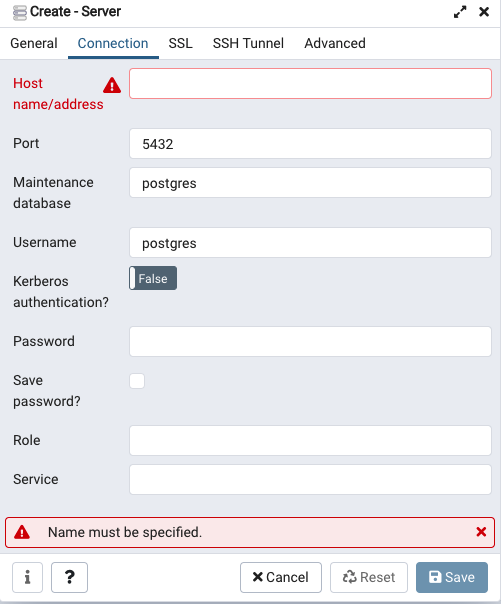 Create - Server
General Connection SSL SSH Tunnel Advanced
Host
name/address
Port 5432
Maintenance postgres
database
Username postgres
Kerberos False
authentication?
Password
Save
password?
Role
Service
Name must be specified.
i ? Cancel Reset Save